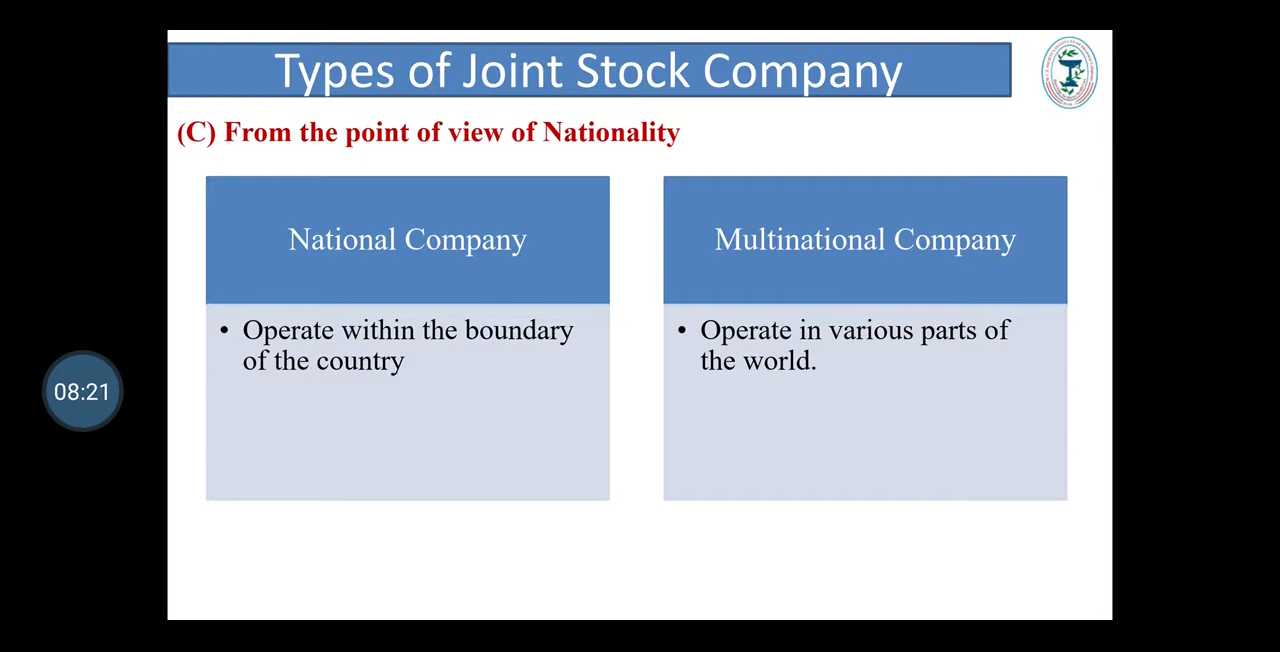 Types of Joint Stock Company
(C) From the point of view of Nationality
National Company
• Operate within the boundary
of the country
Multinational Company
• Operate in various parts of
the world.
08:21